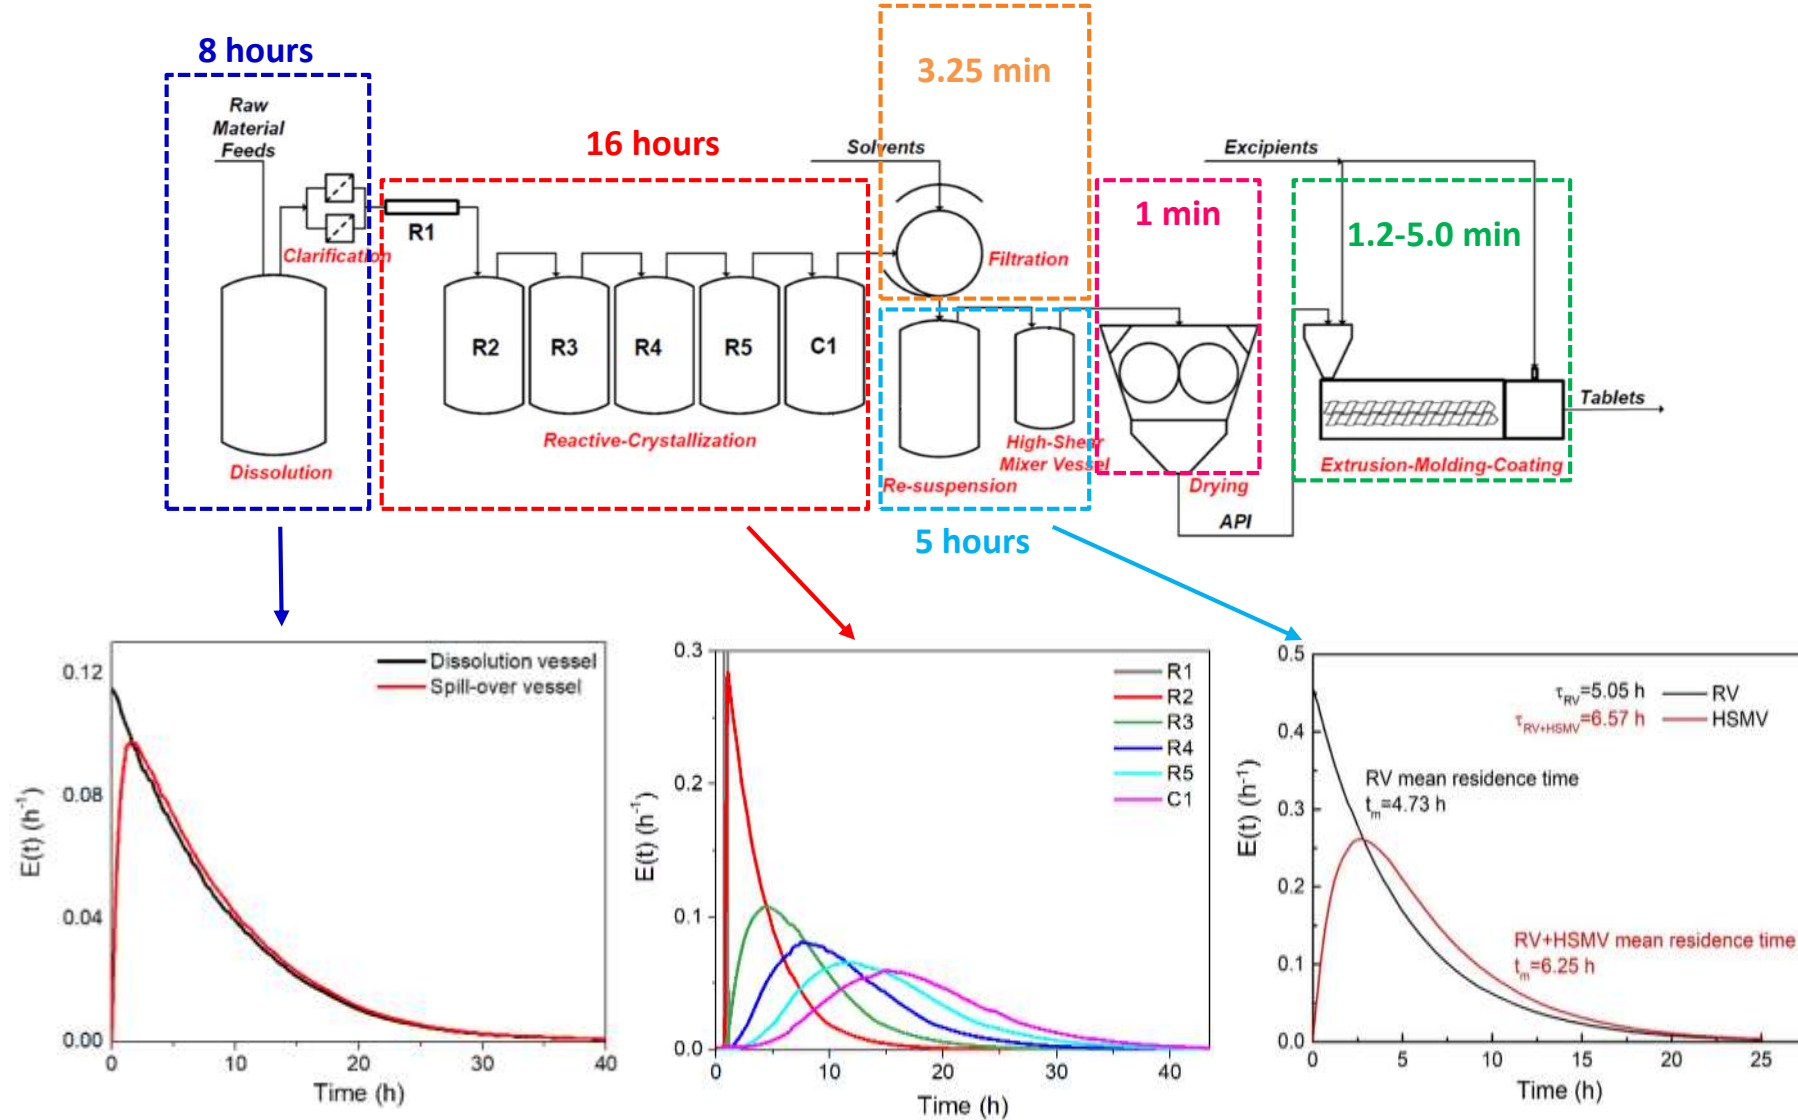 8 hours
Raw
Material
Feeds
Clarification
Dissolution
16 hours
R1
R2
R3
R4
R5
C1
Reactive-Crystallization
3.25 min
Solvents
Filtration
Re-suspension
High-Shear
Mixer Vessel
5 hours
1 min
Drying
API
Excipients
1.2-5.0 min
Tablets
Extrusion-Molding-Coating
Dissolution vessel
Spill-over vessel
0.12
0.08
0.04
0.00
E(t) (h⁻¹)
0
10
20
30
40
Time (h)
R1
R2
R3
R4
R5
C1
0.3
0.2
0.1
0.0
E(t) (h⁻¹)
0
10
20
30
40
Time (h)
τRV=5.05 h
RV
τRV+HSMV=6.57 h
HSMV
RV mean residence time
tm=4.73 h
RV+HSMV mean residence time
tm=6.25 h
0.5
0.4
0.3
0.2
0.1
0.0
E(t) (h⁻¹)
0
5
10
15
20
25
Time (h)